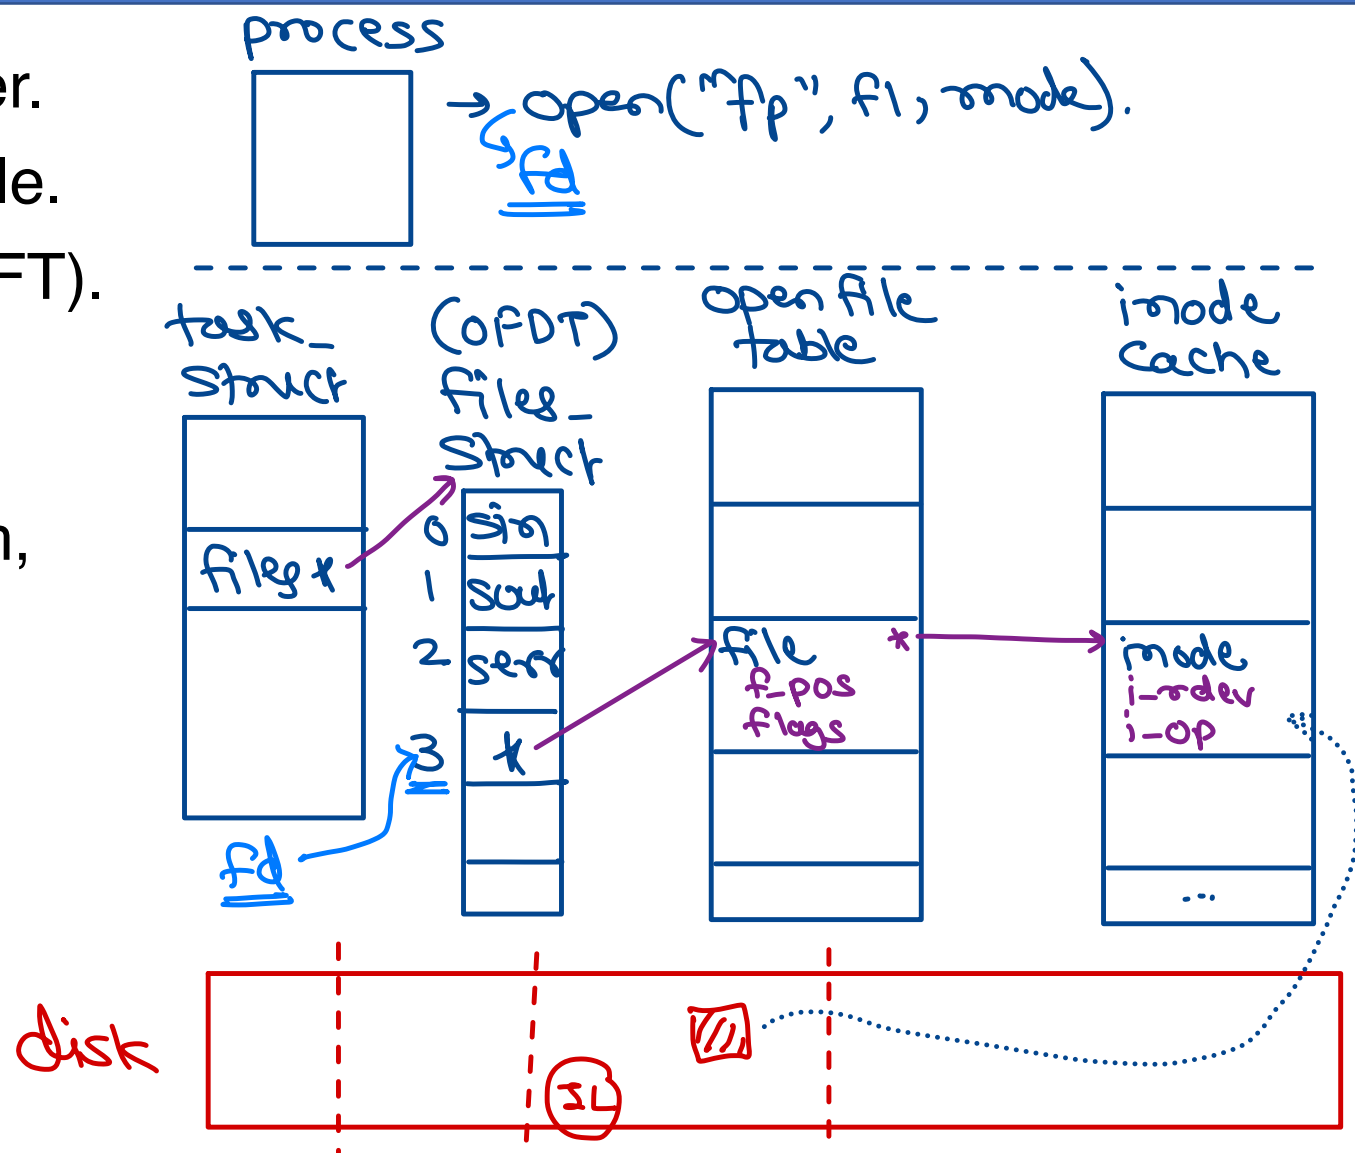 process
er.
→ open("fp", fl, mode).
fd
le.
FT).
task_
struct
(OFDT)
files_
struct
open file
table
inode
cache
n,
files *
0 sin
1 sout
2 serr
3 *
fd
file *
f_pos
flags
inode
i_rdev
i_op
...
disk
IL